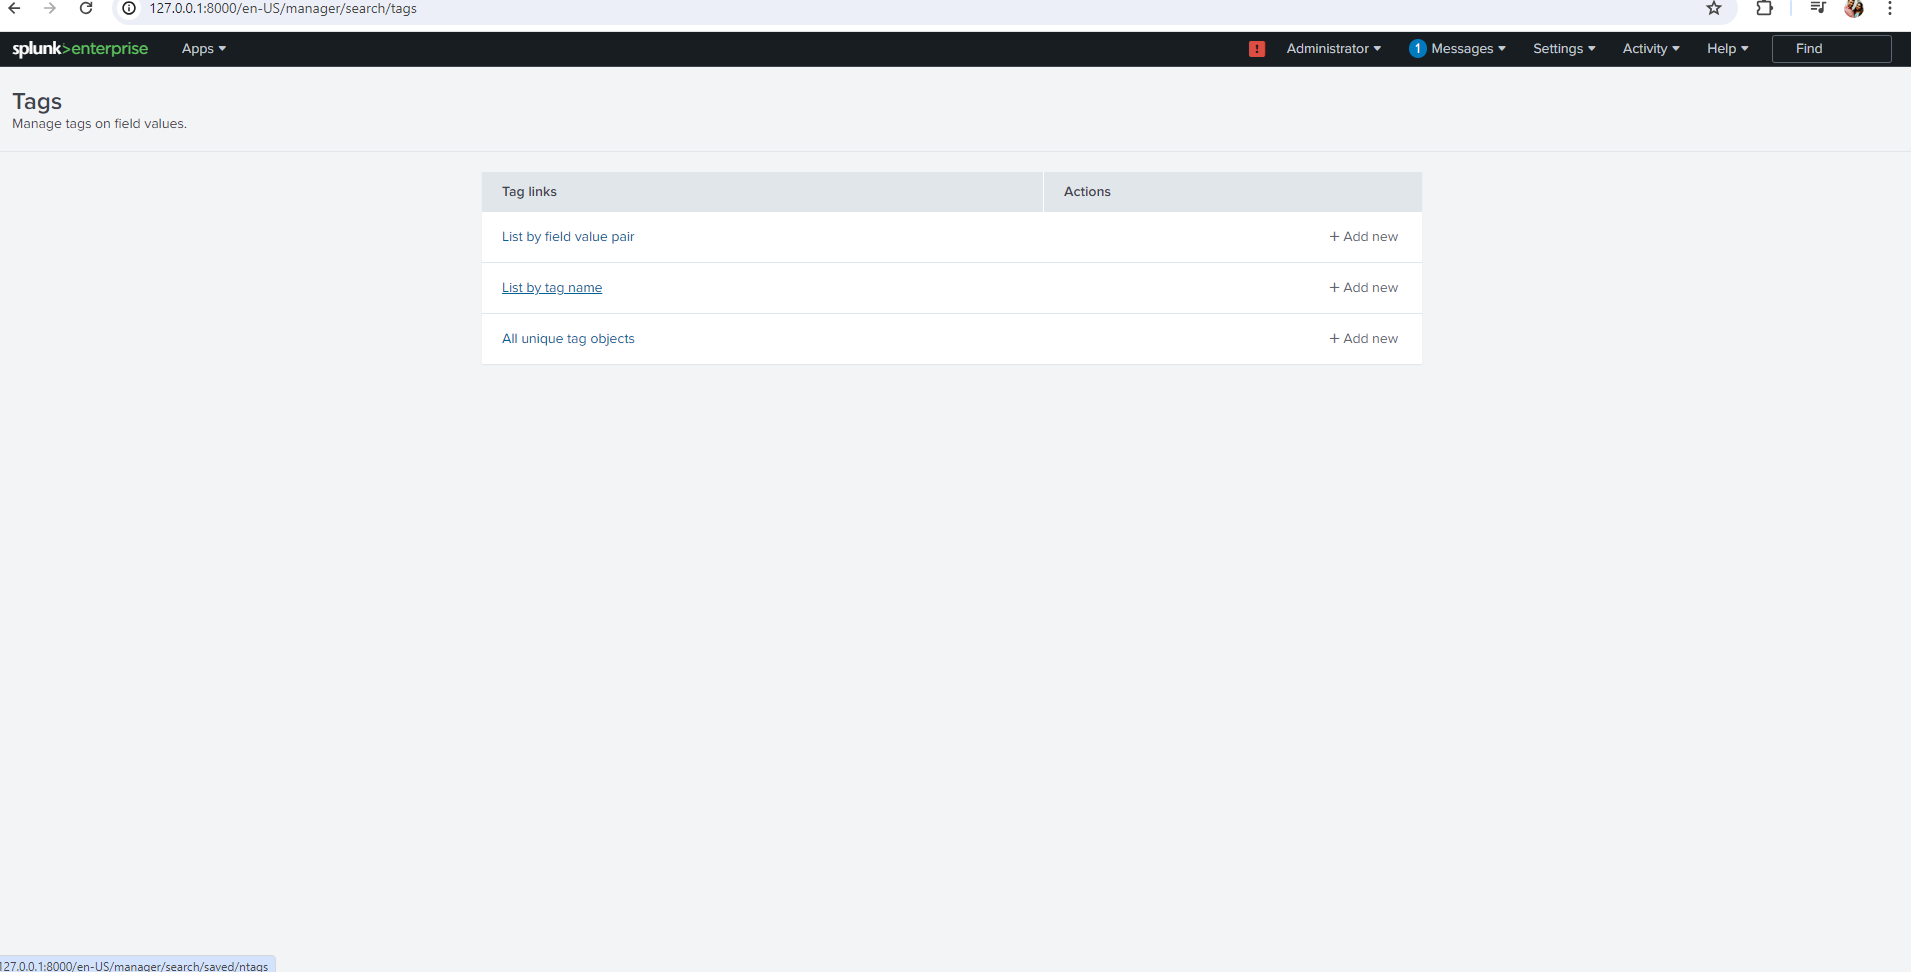 127.0.0.1:8000/en-US/manager/search/tags
splunk>enterprise Apps Administrator 1 Messages Settings Activity Help Find
Tags
Manage tags on field values.
Tag links Actions
List by field value pair + Add new
List by tag name + Add new
All unique tag objects + Add new
127.0.0.1:8000/en-US/manager/search/saved/ntags